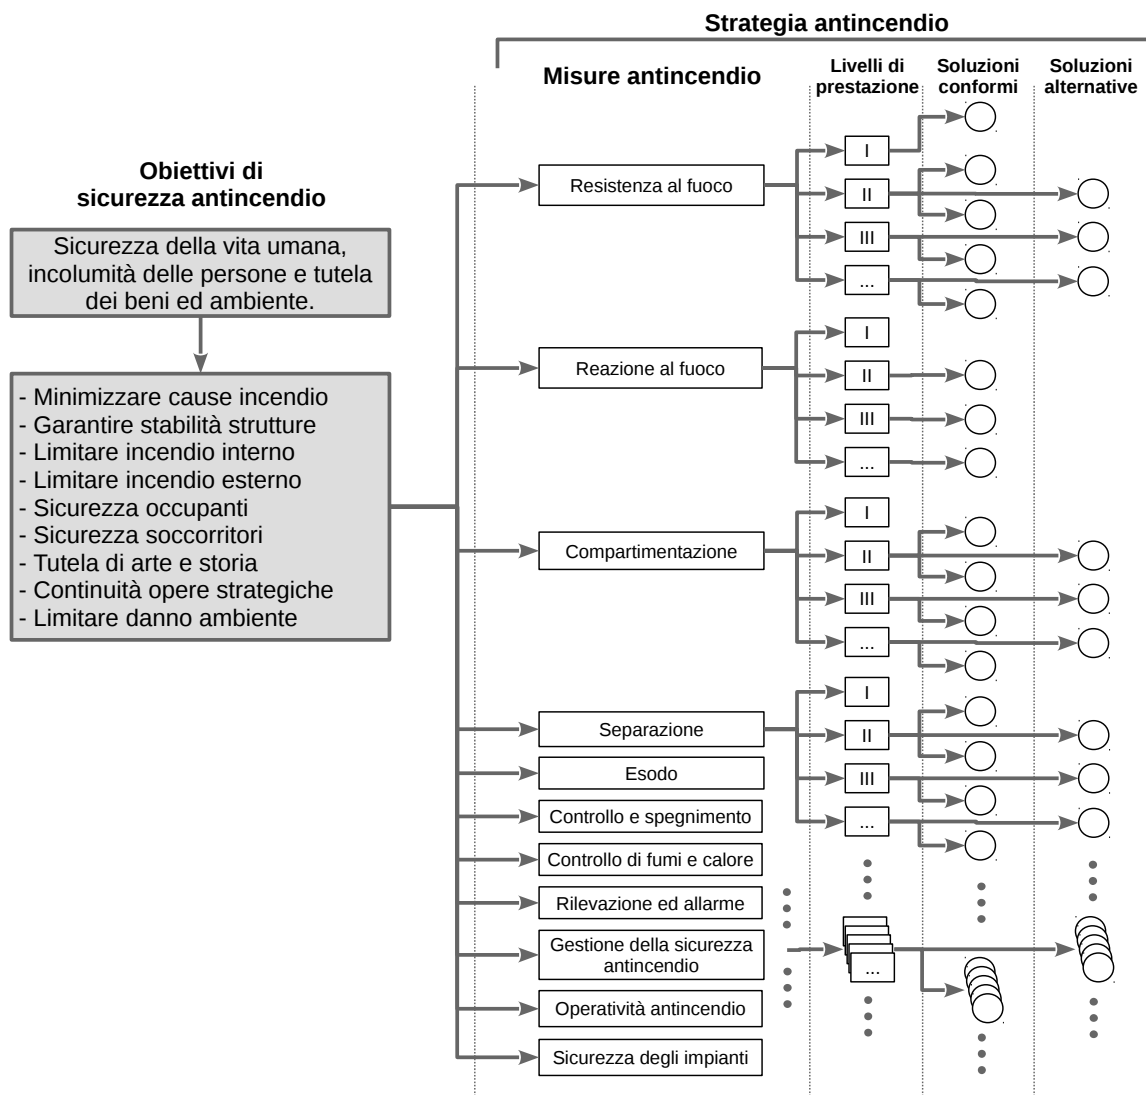 Strategia antincendio
Misure antincendio
Livelli di
prestazione
Soluzioni
conformi
Soluzioni
alternative
Obiettivi di
sicurezza antincendio
Sicurezza della vita umana,
incolumità delle persone e tutela
dei beni ed ambiente.
- Minimizzare cause incendio
- Garantire stabilità strutture
- Limitare incendio interno
- Limitare incendio esterno
- Sicurezza occupanti
- Sicurezza soccorritori
- Tutela di arte e storia
- Continuità opere strategiche
- Limitare danno ambiente
Resistenza al fuoco
I
II
III
...
Reazione al fuoco
I
II
III
...
Compartimentazione
I
II
III
...
Separazione
I
II
III
...
Esodo
Controllo e spegnimento
Controllo di fumi e calore
Rilevazione ed allarme
Gestione della sicurezza
antincendio
...
Operatività antincendio
Sicurezza degli impianti